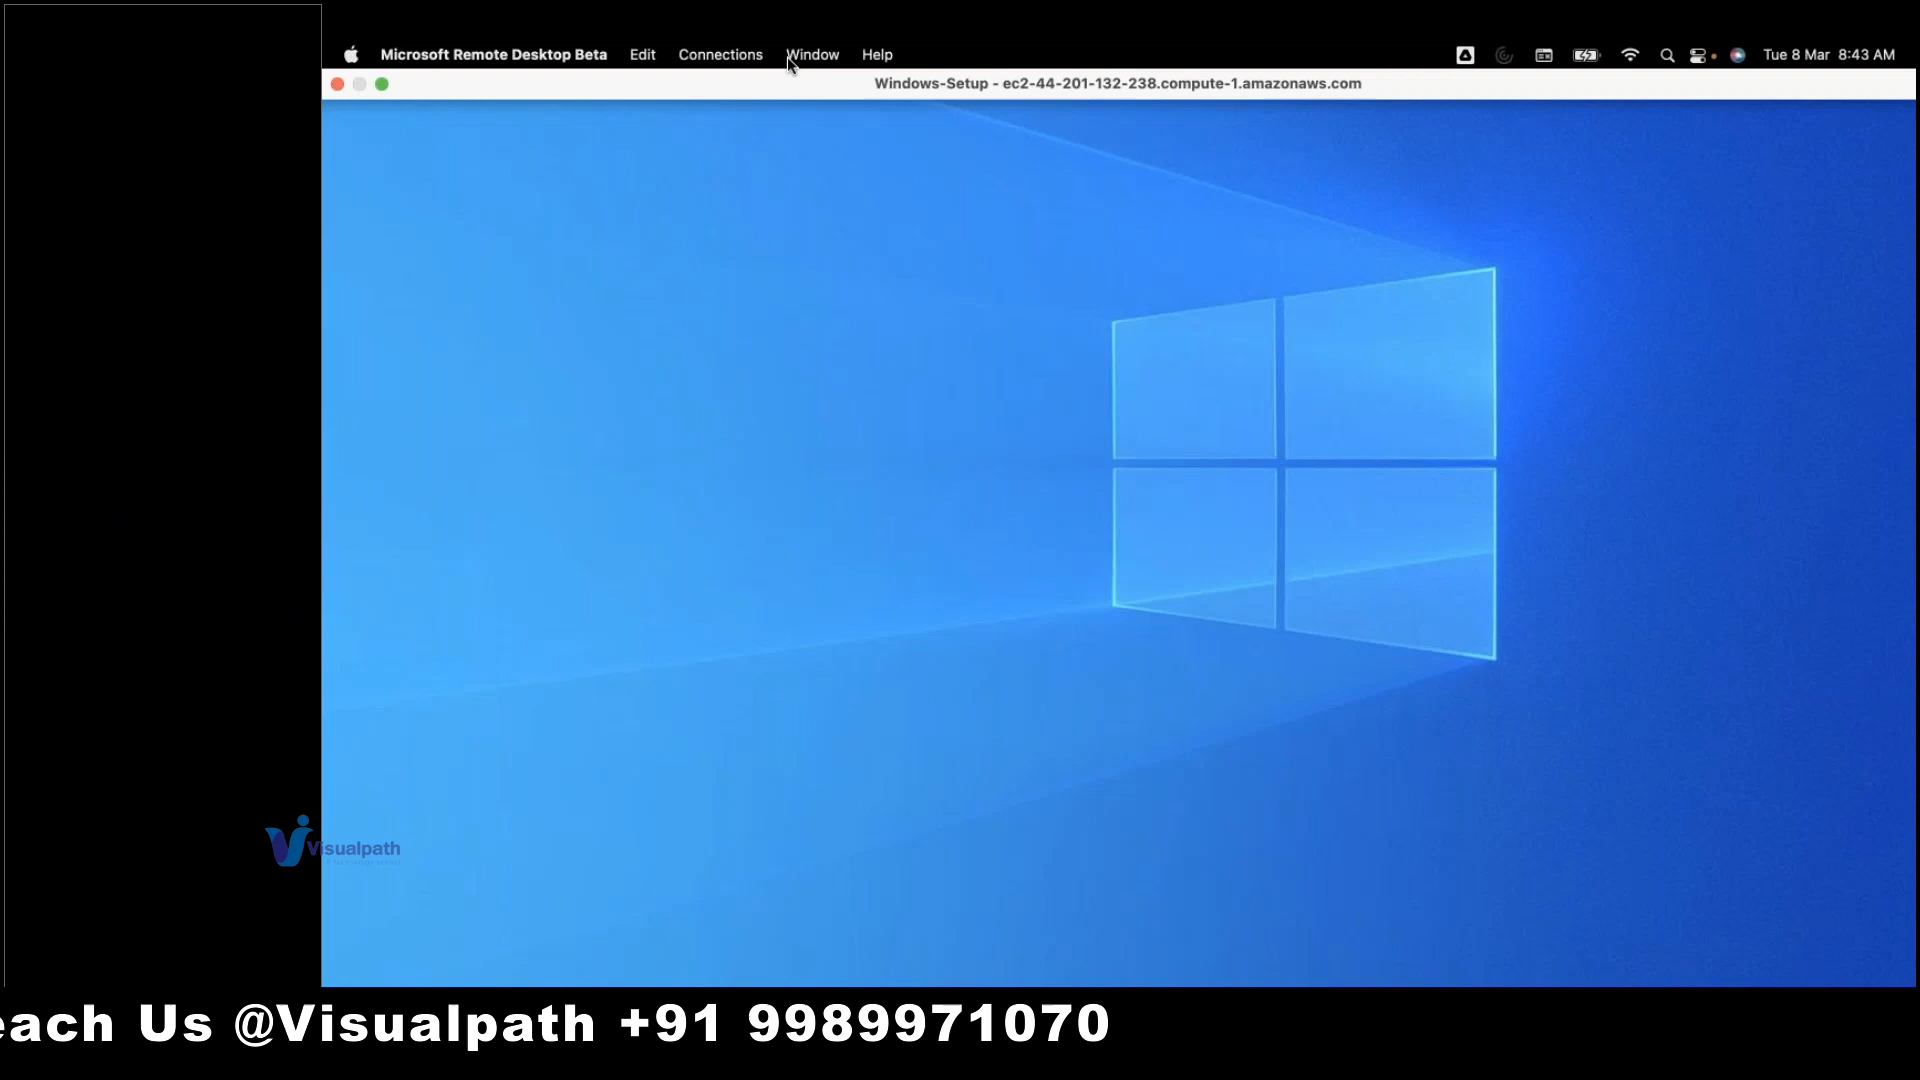 Microsoft Remote Desktop Beta Edit Connections Window Help Tue 8 Mar 8:43 AM
Windows-Setup - ec2-44-201-132-238.compute-1.amazonaws.com
Visualpath
each Us @Visualpath +91 9989971070